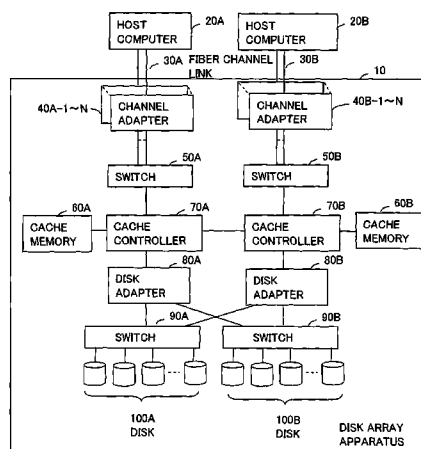 20A
20B
HOST
COMPUTER
HOST
COMPUTER
30A
30B
FIBER CHANNEL
LINK
10
40A-1～N
CHANNEL
ADAPTER
CHANNEL
ADAPTER
40B-1～N
50A
50B
SWITCH
SWITCH
60A
70A
70B
60B
CACHE
MEMORY
CACHE
CONTROLLER
CACHE
CONTROLLER
CACHE
MEMORY
80A
80B
DISK
ADAPTER
DISK
ADAPTER
90A
90B
SWITCH
SWITCH
100A
DISK
100B
DISK
DISK ARRAY
APPARATUS